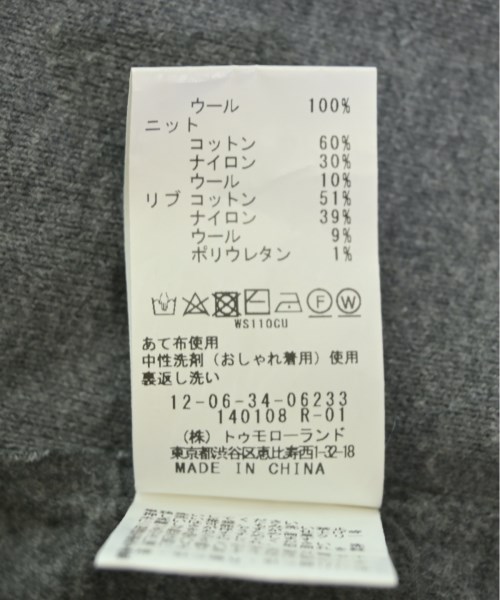 ウール 100%
ニット
コットン 60%
ナイロン 30%
ウール 10%
リブ コットン 51%
ナイロン 39%
ウール 9%
ポリウレタン 1%
F W
WS110CU
あて布使用
中性洗剤（おしゃれ着用）使用
裏返し洗い
12-06-34-06233
140108 R-01
（株）トゥモローランド
東京都渋谷区恵比寿西1-32-18
MADE IN CHINA